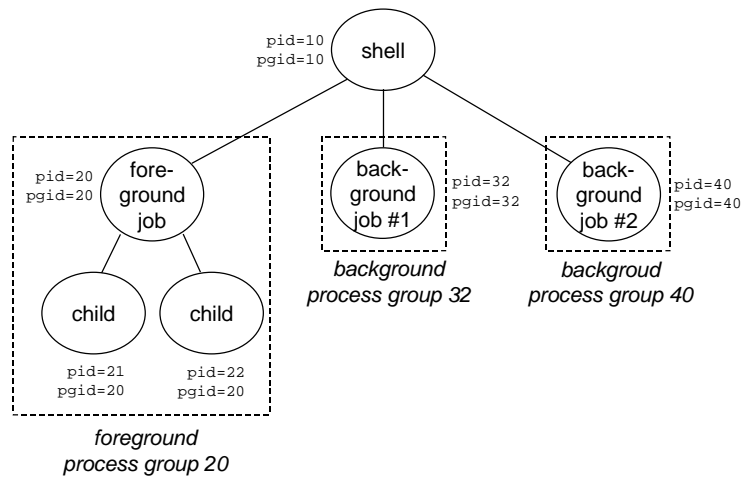 pid=10
pgid=10
shell
pid=20
pgid=20
fore-
ground
job
back-
ground
job #1
pid=32
pgid=32
back-
ground
job #2
pid=40
pgid=40
background
process group 32
backgroud
process group 40
child
child
pid=21
pgid=20
pid=22
pgid=20
foreground
process group 20